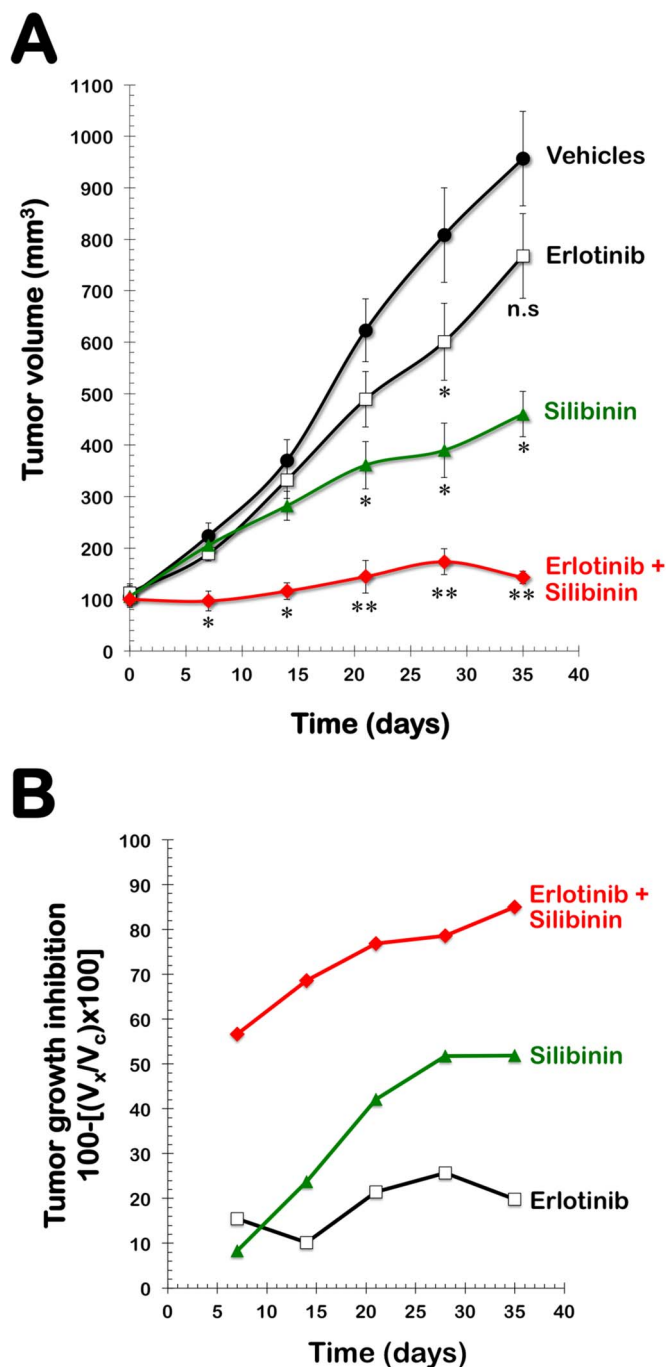 A
1100
1000
900
800
700
600
500
400
300
200
100
0
Tumor volume (mm³)
Vehicles
Erlotinib
n.s
*
Silibinin
* * *
Erlotinib +
Silibinin
* * ** ** **
0 5 10 15 20 25 30 35 40
Time (days)
B
100
90
80
70
60
50
40
30
20
10
0
Tumor growth inhibition
100-[(Vₓ/V_c)x100]
Erlotinib +
Silibinin
Silibinin
Erlotinib
0 5 10 15 20 25 30 35 40
Time (days)